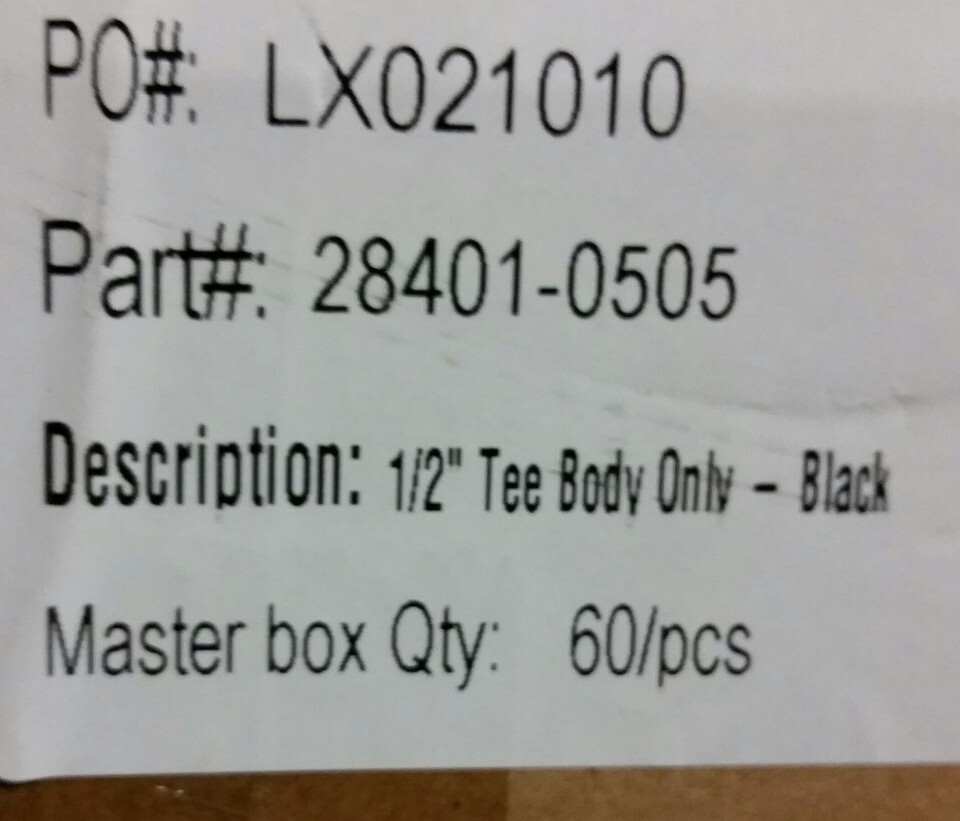 PO#: LX021010
Part#: 28401-0505
Description: 1/2" Tee Body Only – Black
Master box Qty: 60/pcs